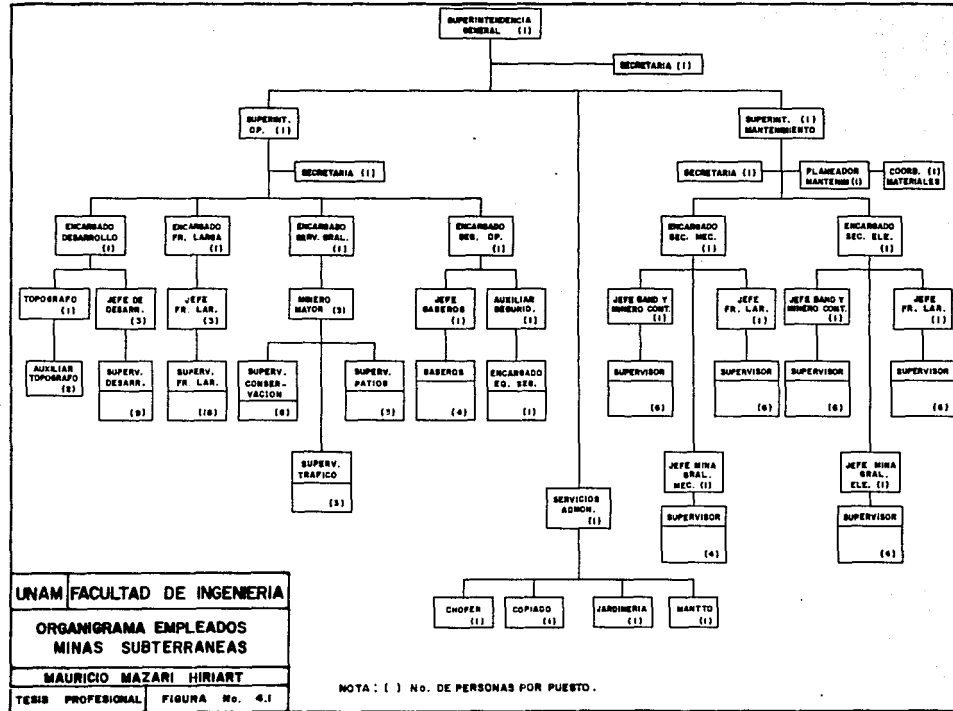 SUPERINTENDENCIA
GENERAL (1)
SECRETARIA (1)
SUPERINT.
OP. (1)
SUPERINT. (1)
MANTENIMIENTO
SECRETARIA (1)
SECRETARIA (1)
PLANEADOR
MANTENIM(1)
COORD. (1)
MATERIALES
ENCARGADO
DESARROLLO
(1)
ENCARGADO
FR. LARGA
(1)
ENCARGADO
SERV. GRAL.
(1)
ENCARGADO
SEG. OP.
(1)
ENCARGADO
SEC. MEC.
(1)
ENCARGADO
SEC. ELE.
(1)
TOPOGRAFO
(1)
JEFE DE
DESARR.
(3)
JEFE
FR. LAR.
(3)
MINERO
MAYOR (3)
JEFE
GASEROS
(1)
AUXILIAR
SEGURID.
(1)
JEFE BAND Y
MINERO CONT.
(1)
JEFE
FR. LAR.
(1)
JEFE BAND Y
MINERO CONT.
(1)
JEFE
FR. LAR.
(1)
AUXILIAR
TOPOGRAFO
(2)
SUPERV.
DESARR.
(9)
SUPERV.
FR. LAR.
SUPERV.
CONSER-
VACION
(6)
SUPERV.
PATIOS
(3)
GASEROS
(4)
ENCARGADO
EQ. SEG.
(1)
SUPERVISOR
(6)
SUPERVISOR
(6)
SUPERVISOR
(6)
SUPERVISOR
(6)
SUPERV.
TRAFICO
(3)
SERVICIOS
ADMON.
(1)
JEFE MINA
GRAL.
MEC. (1)
JEFE MINA
GRAL.
ELE. (1)
SUPERVISOR
(4)
SUPERVISOR
(4)
CHOFER
(1)
COPIADO
(1)
JARDINERIA
(1)
MANTTO
(1)
UNAM FACULTAD DE INGENIERIA
ORGANIGRAMA EMPLEADOS
MINAS SUBTERRANEAS
MAURICIO MAZARI HIRIART
TESIS PROFESIONAL FIGURA No. 4.1
NOTA: ( ) No. DE PERSONAS POR PUESTO.